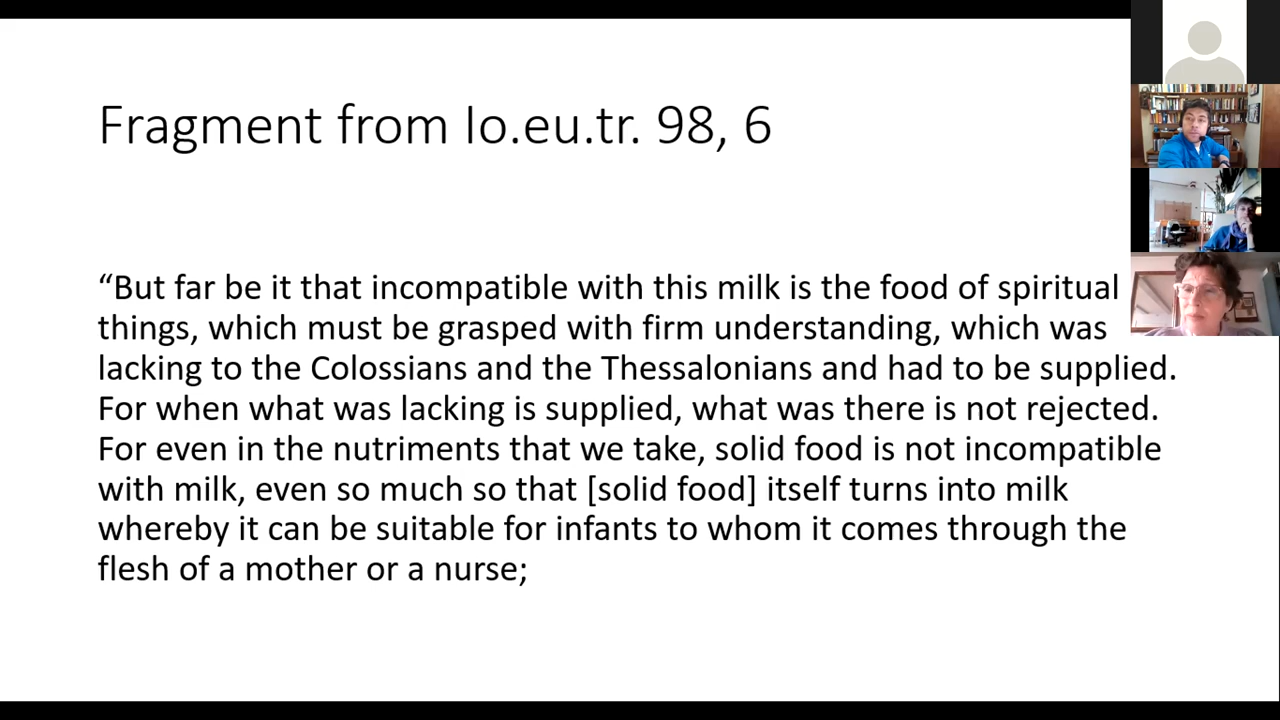 Fragment from Io.eu.tr. 98, 6
“But far be it that incompatible with this milk is the food of spiritual
things, which must be grasped with firm understanding, which was
lacking to the Colossians and the Thessalonians and had to be supplied.
For when what was lacking is supplied, what was there is not rejected.
For even in the nutriments that we take, solid food is not incompatible
with milk, even so much so that [solid food] itself turns into milk
whereby it can be suitable for infants to whom it comes through the
flesh of a mother or a nurse;